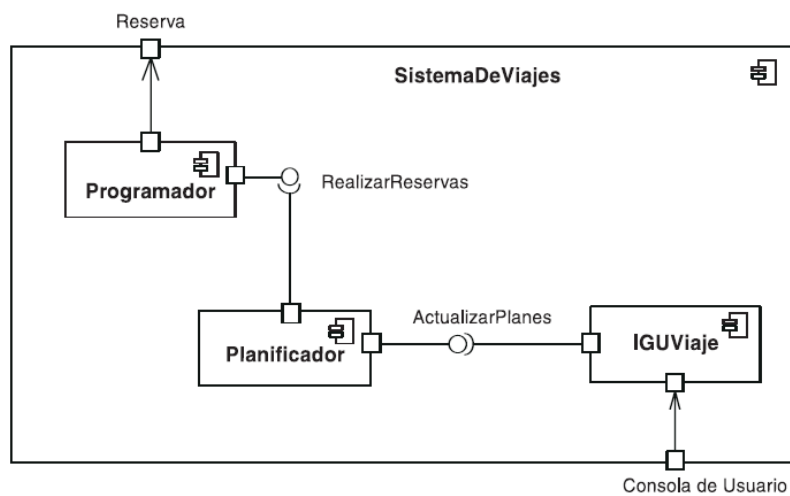 Reserva
SistemaDeViajes
Programador
RealizarReservas
ActualizarPlanes
Planificador
IGUViaje
Consola de Usuario